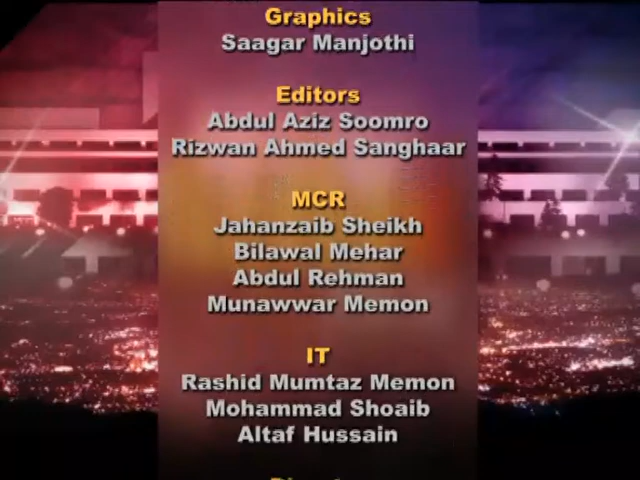 Graphics
Saagar Manjothi
Editors
Abdul Aziz Soomro
Rizwan Ahmed Sanghaar
MCR
Jahanzaib Sheikh
Bilawal Mehar
Abdul Rehman
Munawwar Memon
IT
Rashid Mumtaz Memon
Mohammad Shoaib
Altaf Hussain